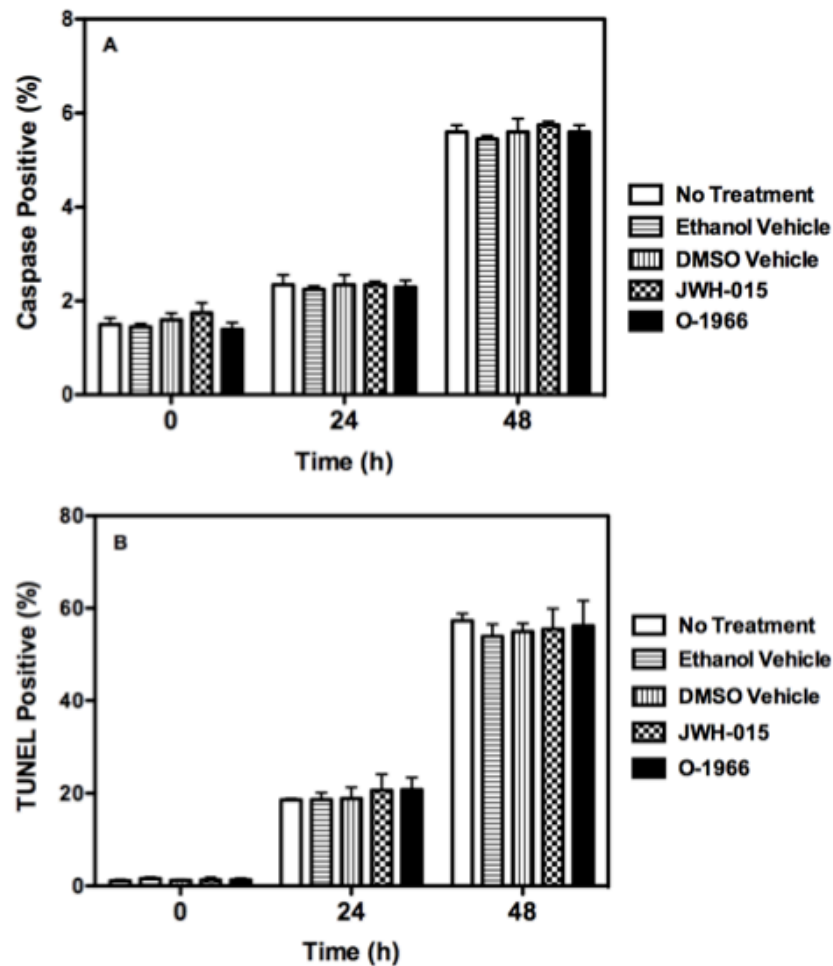 A
8
6
4
2
0
Caspase Positive (%)
0 24 48
Time (h)
No Treatment
Ethanol Vehicle
DMSO Vehicle
JWH-015
O-1966
B
80
60
40
20
0
TUNEL Positive (%)
0 24 48
Time (h)
No Treatment
Ethanol Vehicle
DMSO Vehicle
JWH-015
O-1966